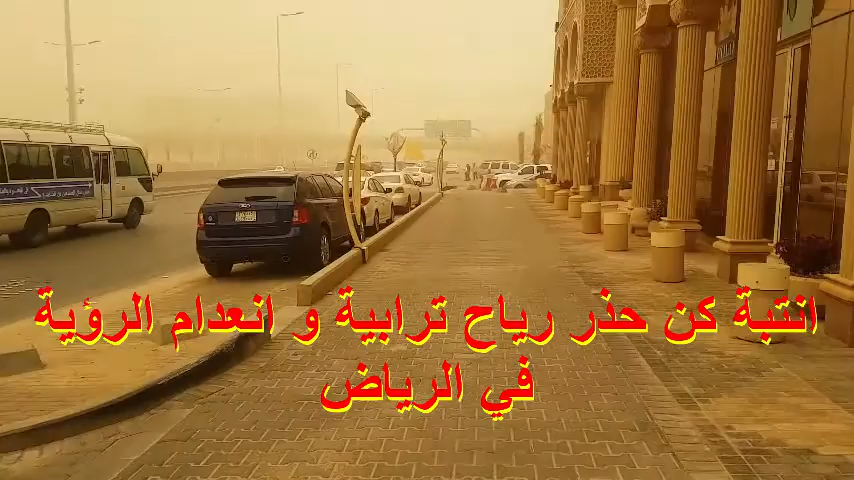 انتبة كن حذر رياح ترابية و انعدام الرؤية
في الرياض